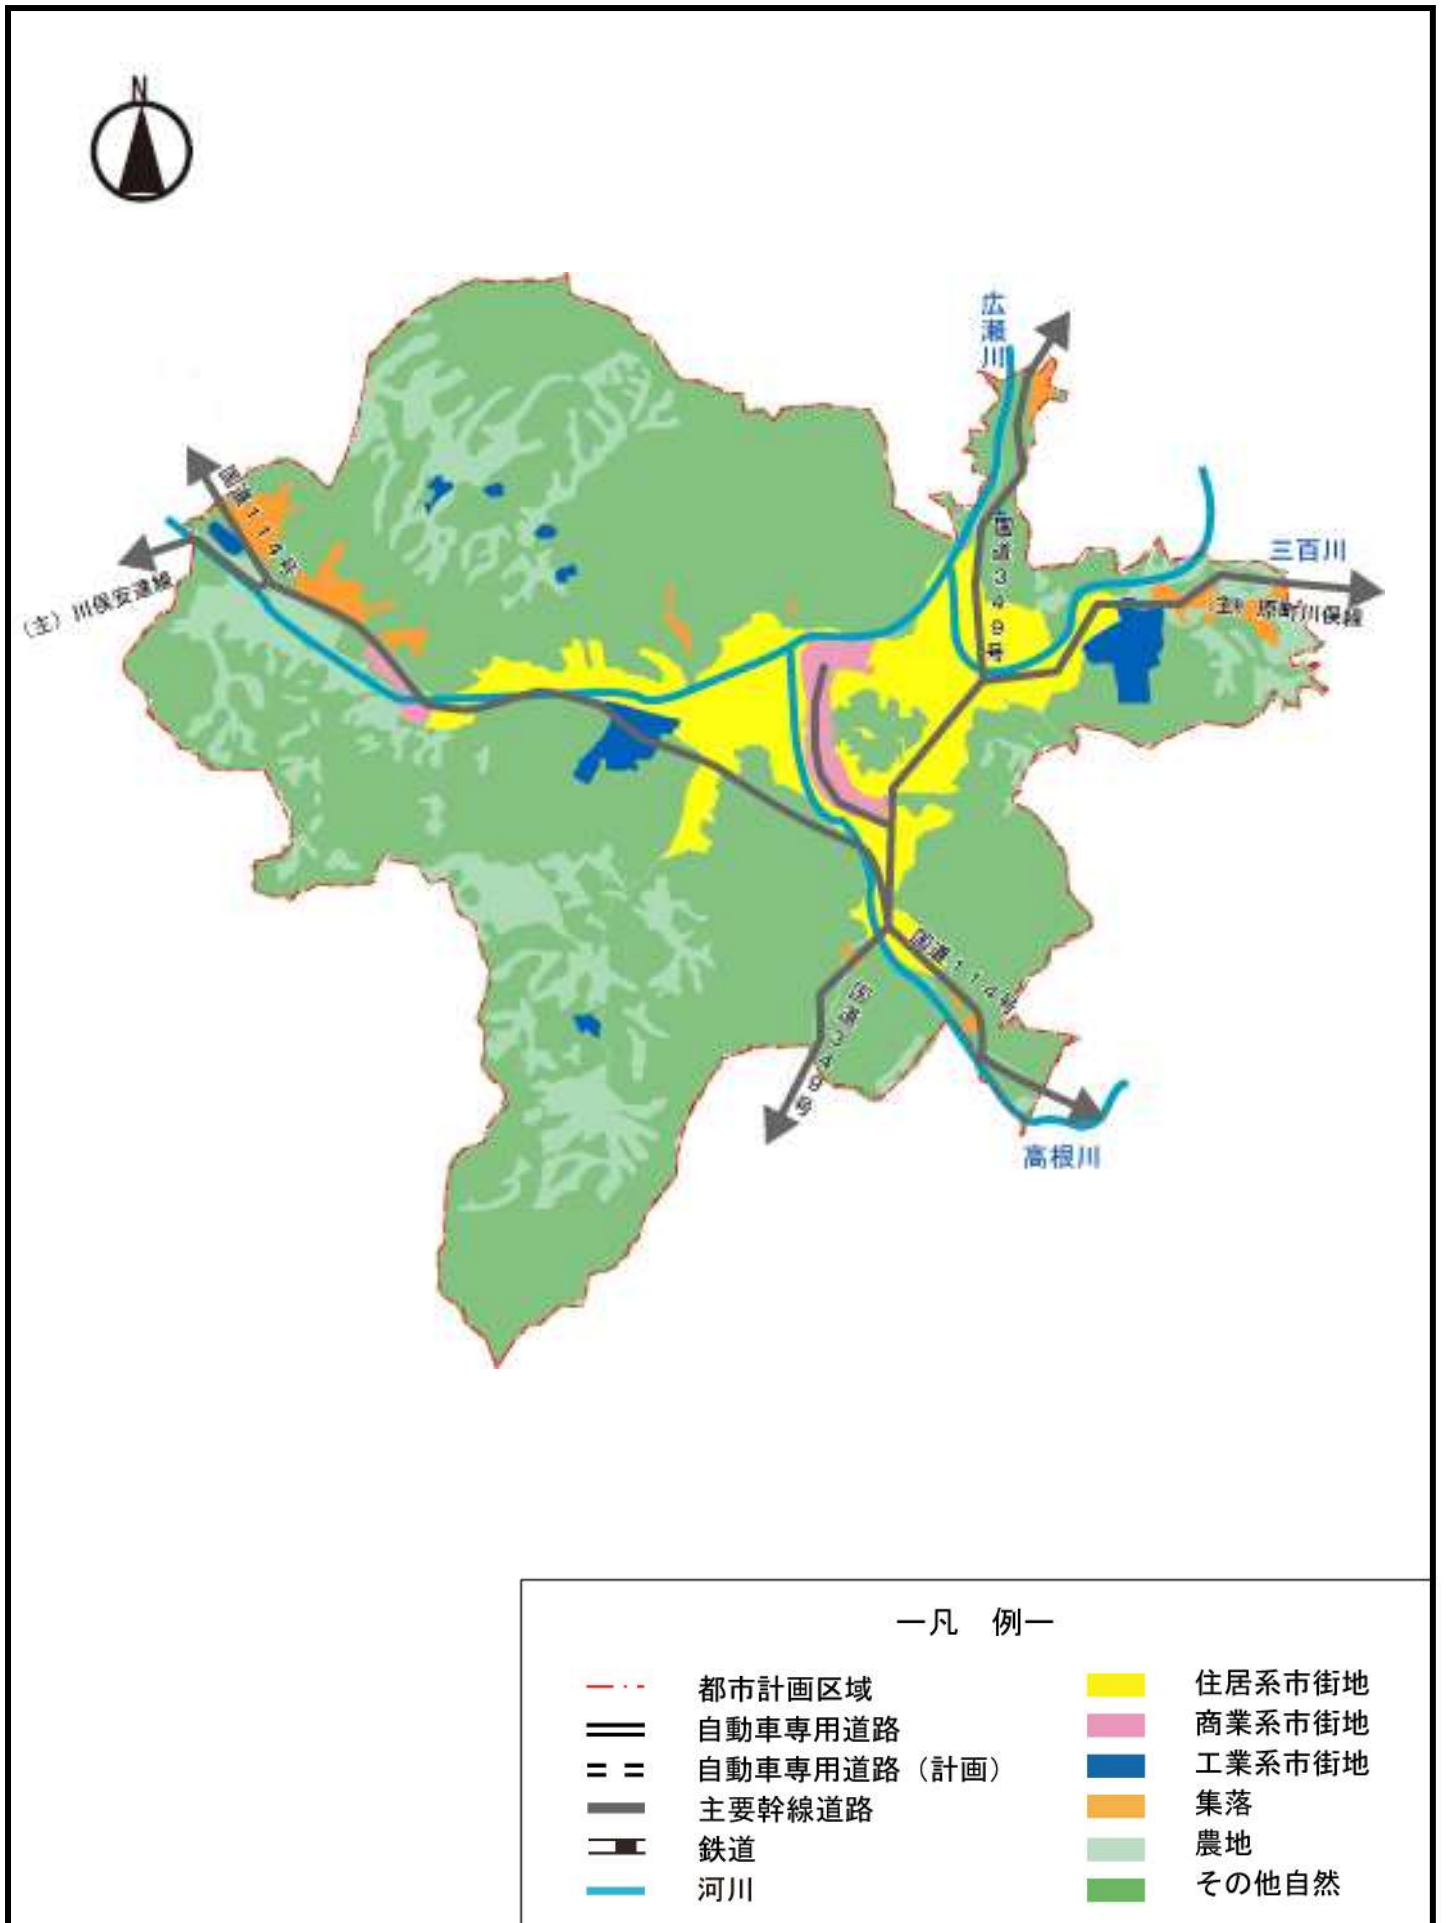 N
広瀬川
国道114号
国道349号
三百川
(主) 川俣安達線
(主) 原町川俣線
国道114号
国道349号
高根川
―凡　例―
都市計画区域
自動車専用道路
自動車専用道路（計画）
主要幹線道路
鉄道
河川
住居系市街地
商業系市街地
工業系市街地
集落
農地
その他自然